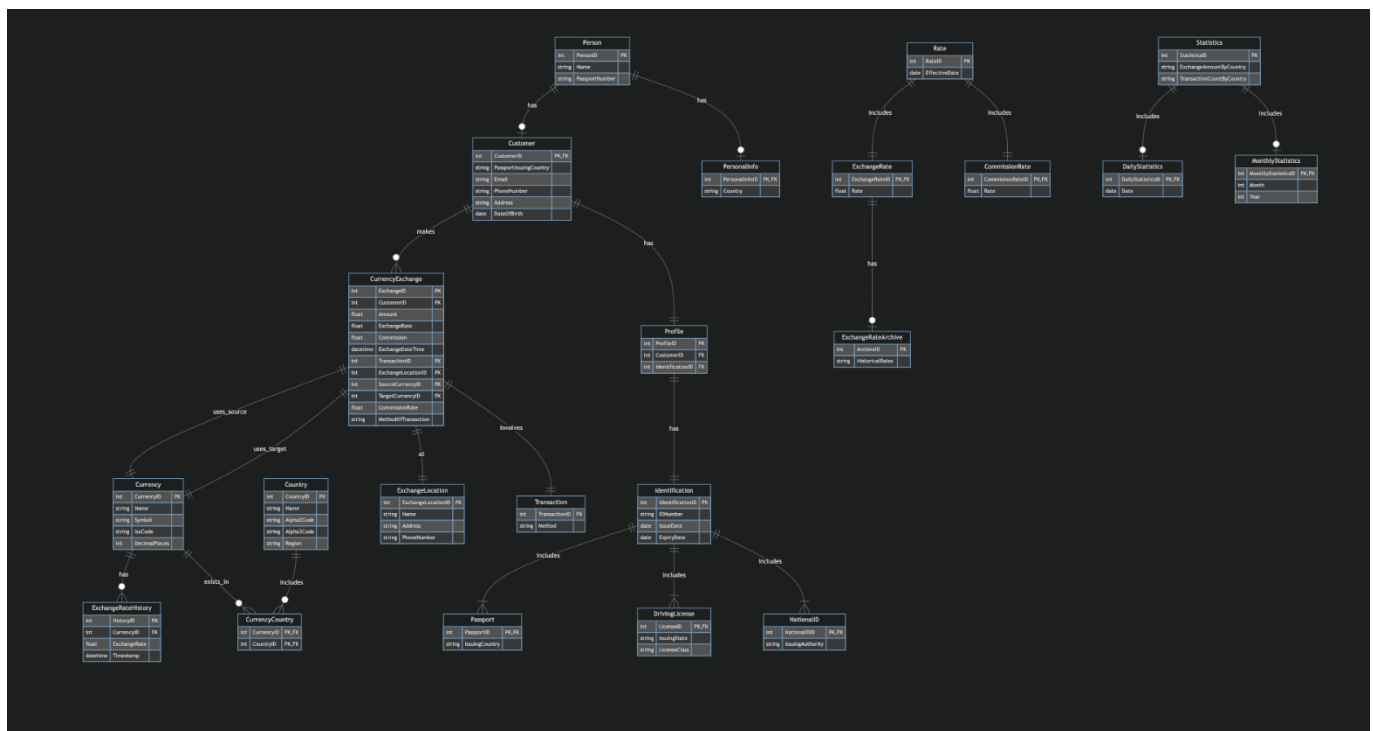 Person
int PersonID PK
string Name
string PassportNumber
Rate
int RateID PK
date EffectiveDate
Statistics
int StatisticsID PK
string ExchangeAmountByCountry
string TransactionCountByCountry
has
has
includes
includes
includes
includes
Customer
int CustomerID PK,FK
string PassportIssuingCountry
string Email
string PhoneNumber
string Address
date DateOfBirth
PersonalInfo
int PersonalInfoID PK,FK
string Country
ExchangeRate
int ExchangeRateID PK,FK
float Rate
CommissionRate
int CommissionRateID PK,FK
float Rate
DailyStatistics
int DailyStatisticsID PK,FK
date Date
MonthlyStatistics
int MonthlyStatisticsID PK,FK
int Month
int Year
makes
has
has
CurrencyExchange
int ExchangeID PK
int CustomerID FK
float Amount
float ExchangeRate
float Commission
datetime ExchangeDateTime
int TransactionID FK
int ExchangeLocationID FK
int SourceCurrencyID FK
int TargetCurrencyID FK
float CommissionRate
string MethodOfTransaction
Profile
int ProfileID PK
int CustomerID FK
int IdentificationID FK
ExchangeRateArchive
int ArchiveID PK
string HistoricalRates
uses_source
uses_target
at
involves
has
Currency
int CurrencyID PK
string Name
string Symbol
string IsoCode
int DecimalPlaces
Country
int CountryID PK
string Name
string Alpha2Code
string Alpha3Code
string Region
ExchangeLocation
int ExchangeLocationID PK
string Name
string Address
string PhoneNumber
Transaction
int TransactionID PK
string Method
Identification
int IdentificationID PK
string IDNumber
date IssueDate
date ExpiryDate
has
exists_in
includes
includes
includes
includes
ExchangeRateHistory
int HistoryID PK
int CurrencyID FK
float ExchangeRate
datetime Timestamp
CurrencyCountry
int CurrencyID PK,FK
int CountryID PK,FK
Passport
int PassportID PK,FK
string IssuingCountry
DrivingLicense
int LicenseID PK,FK
string IssuingState
string LicenseClass
NationalID
int NationalIDID PK,FK
string IssuingAuthority